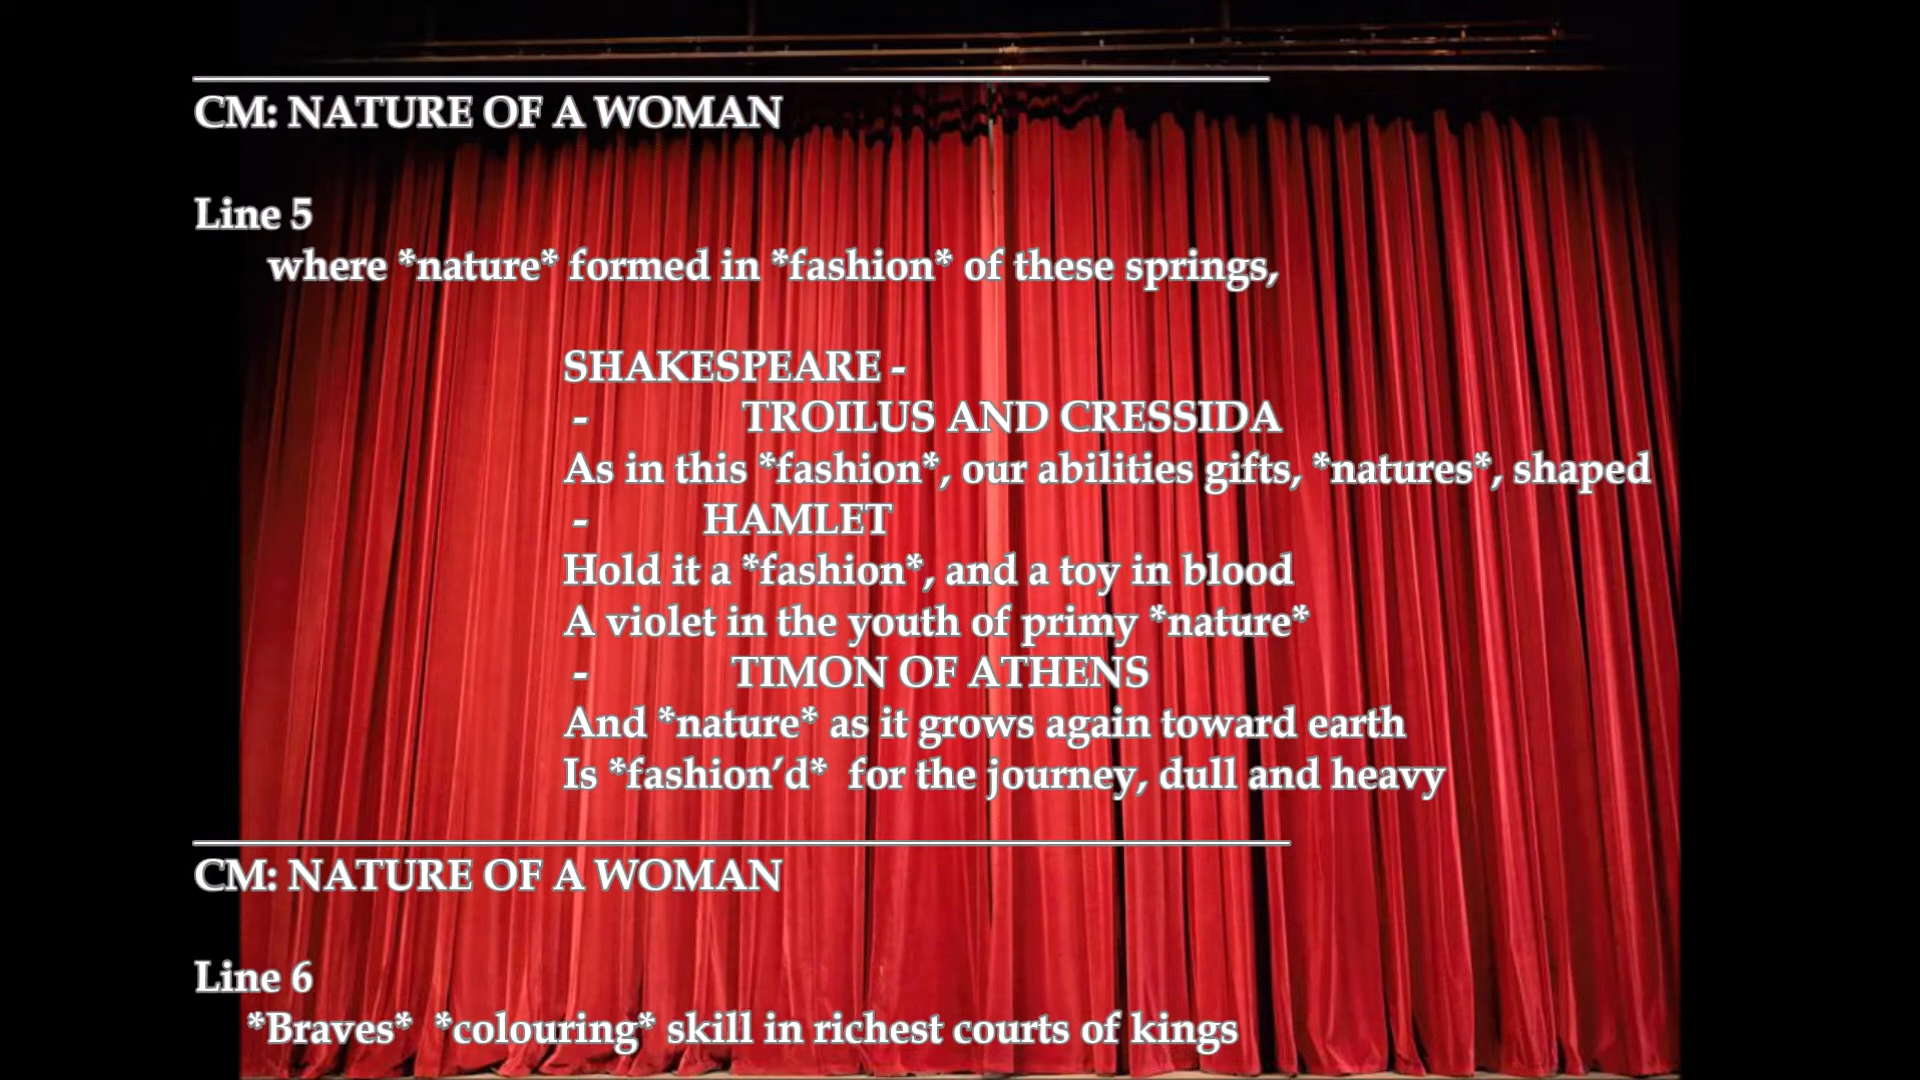 CM: NATURE OF A WOMAN
Line 5
where *nature* formed in *fashion* of these springs,
SHAKESPEARE -
- TROILUS AND CRESSIDA
As in this *fashion*, our abilities gifts, *natures*, shaped
- HAMLET
Hold it a *fashion*, and a toy in blood
A violet in the youth of primy *nature*
- TIMON OF ATHENS
And *nature* as it grows again toward earth
Is *fashion’d* for the journey, dull and heavy
CM: NATURE OF A WOMAN
Line 6
*Braves* *colouring* skill in richest courts of kings